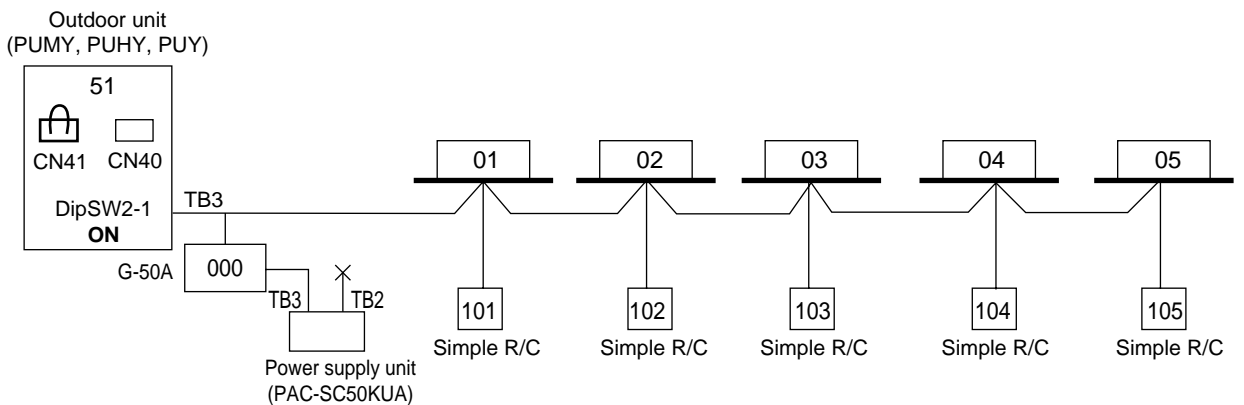 Outdoor unit
(PUMY, PUHY, PUY)
51
CN41 CN40
DipSW2-1
ON
TB3
01 02 03 04 05
G-50A
000
TB3 TB2
Power supply unit
(PAC-SC50KUA)
101 102 103 104 105
Simple R/C Simple R/C Simple R/C Simple R/C Simple R/C